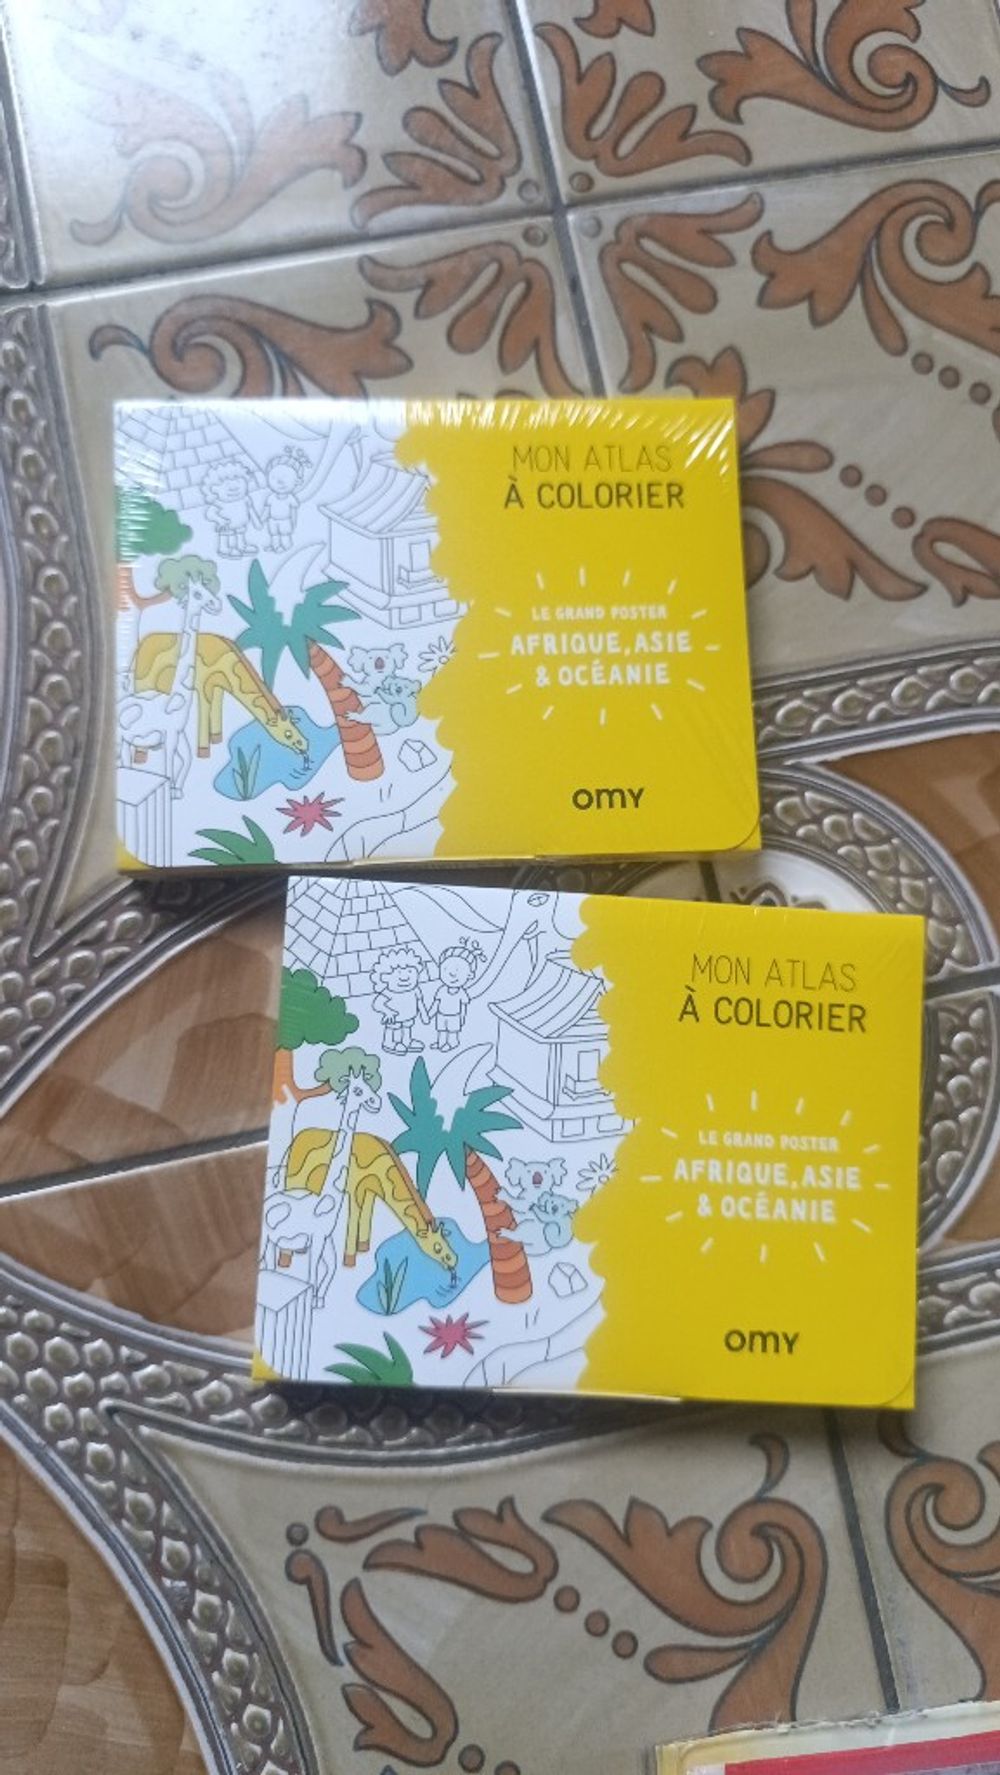 MON ATLAS
À COLORIER
LE GRAND POSTER
AFRIQUE, ASIE
& OCÉANIE
omy
MON ATLAS
À COLORIER
LE GRAND POSTER
AFRIQUE, ASIE
& OCÉANIE
omy